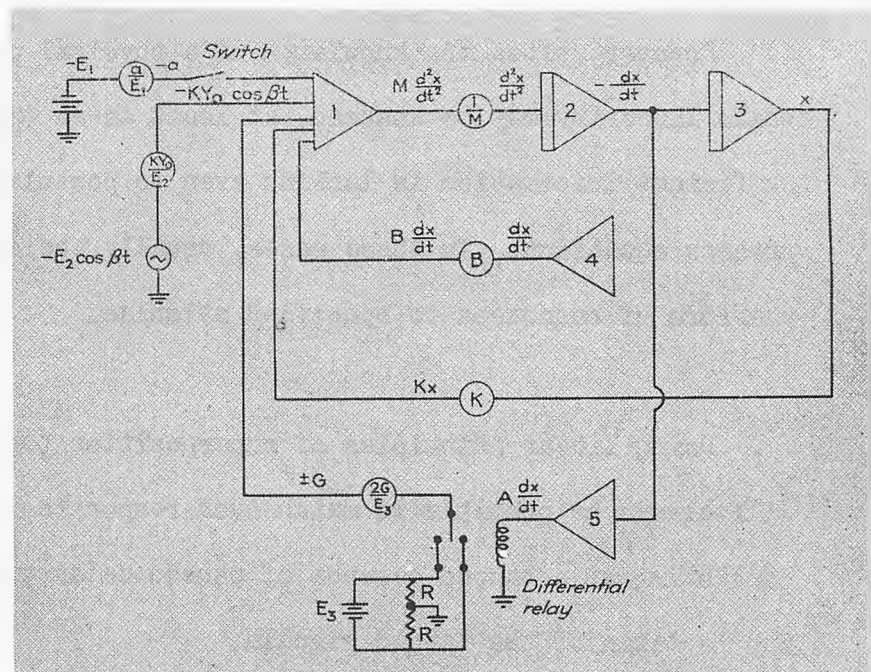 Switch
-E₁
a/E₁
-a
-KY₀ cos βt
KY₀/E₂
-E₂ cos βt
1
M d²x/dt²
1/M
d²x/dt²
2
- dx/dt
3
x
B dx/dt
B
dx/dt
4
Kx
K
±G
2G/E₃
A dx/dt
5
E₃
R
R
Differential
relay